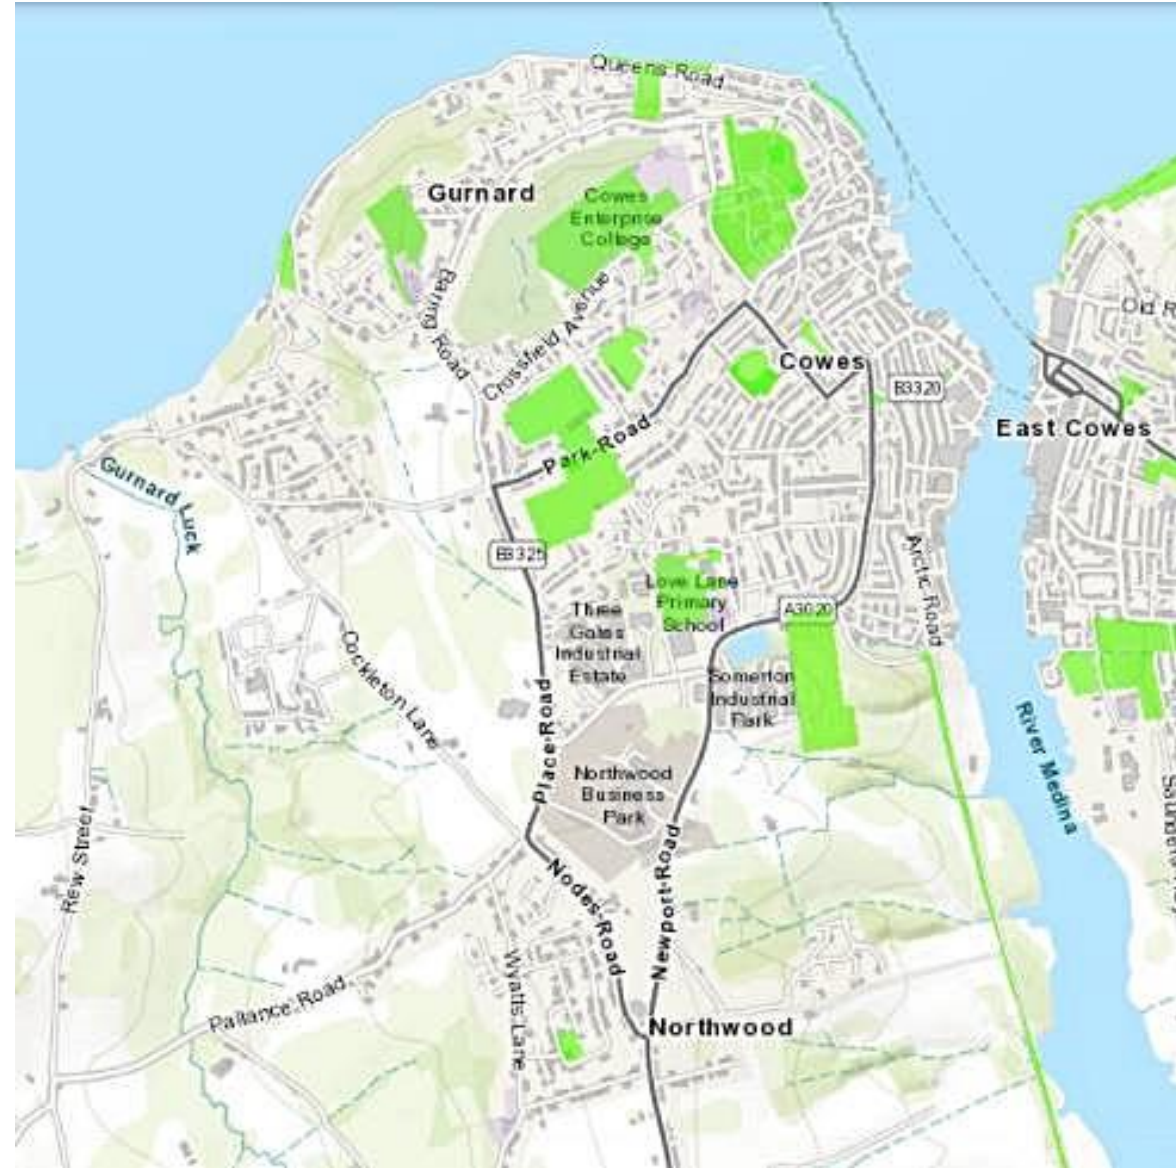 Queens Road
Gurnard
Cowes
Enterprise
College
Baring Road
Crossfield Avenue
Old R
Cowes
B3320
East Cowes
Park Road
Gurnard Luck
B3325
Arctic Road
Love Lane
Primary
School
A3020
Three
Gates
Industrial
Estate
Cockleton Lane
Somerton
Industrial
Park
Place Road
River Medina
Northwood
Business
Park
Rew Street
Nodes Road
Newport Road
Wyatts Lane
Pallance Road
Northwood